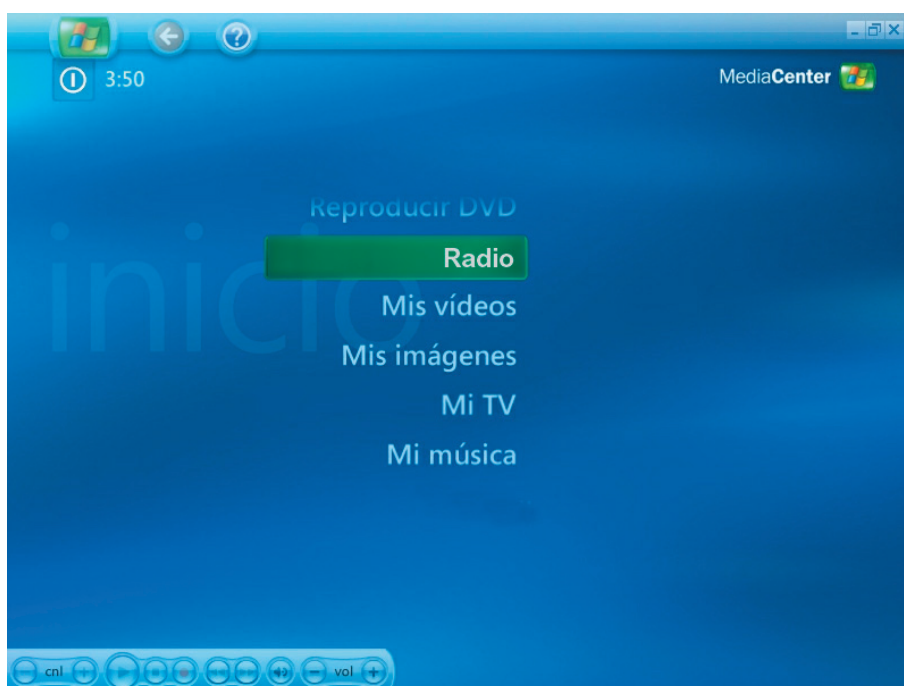 3:50
MediaCenter
inicio
Reproducir DVD
Radio
Mis vídeos
Mis imágenes
Mi TV
Mi música
cnl
vol